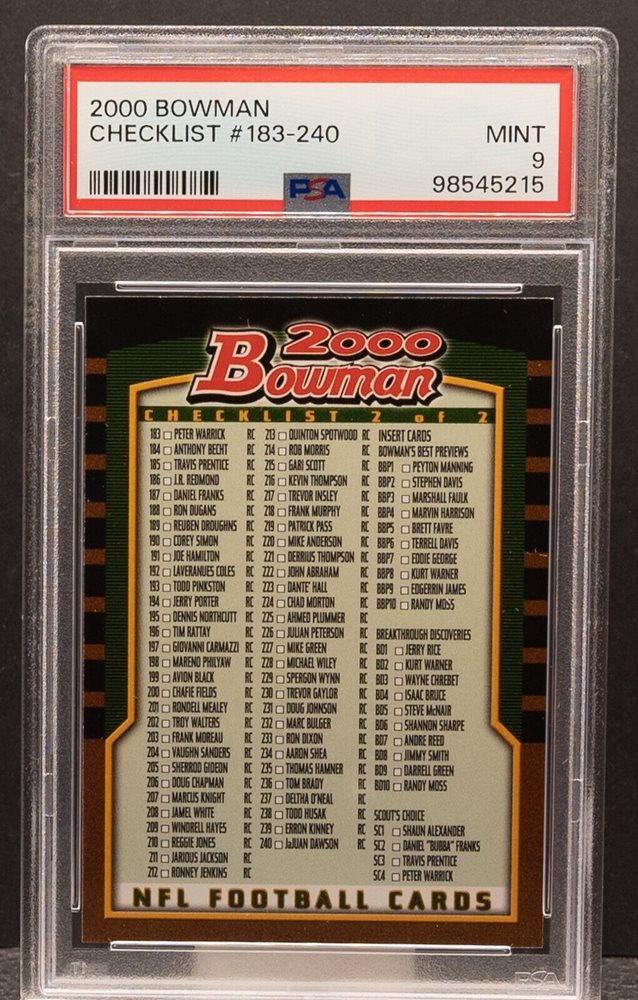 2000 BOWMAN
CHECKLIST #183-240 MINT
9
PSA 98545215
2000
Bowman
CHECKLIST 2 of 2
183 PETER WARRICK RC 213 QUINTON SPOTWOOD RC INSERT CARDS
184 ANTHONY BECHT RC 214 ROB MORRIS RC BOWMAN'S BEST PREVIEWS
185 TRAVIS PRENTICE RC 215 GARI SCOTT RC BBP1 PEYTON MANNING
186 J.R. REDMOND RC 216 KEVIN THOMPSON RC BBP2 STEPHEN DAVIS
187 DANIEL FRANKS RC 217 TREVOR INSLEY RC BBP3 MARSHALL FAULK
188 RON DUGANS RC 218 FRANK MURPHY RC BBP4 MARVIN HARRISON
189 REUBEN DROUGHNS RC 219 PATRICK PASS RC BBP5 BRETT FAVRE
190 COREY SIMON RC 220 MIKE ANDERSON RC BBP6 TERRELL DAVIS
191 JOE HAMILTON RC 221 DERRIUS THOMPSON RC BBP7 EDDIE GEORGE
192 LAVERANUES COLES RC 222 JOHN ABRAHAM RC BBP8 KURT WARNER
193 TODD PINKSTON RC 223 DANTE' HALL RC BBP9 EDGERRIN JAMES
194 JERRY PORTER RC 224 CHAD MORTON RC BBP10 RANDY MOSS
195 DENNIS NORTHCUTT RC 225 AHMED PLUMMER RC
196 TIM RATTAY RC 226 JULIAN PETERSON RC BREAKTHROUGH DISCOVERIES
197 GIOVANNI CARMAZZI RC 227 MIKE GREEN RC BD1 JERRY RICE
198 MARENO PHILYAW RC 228 MICHAEL WILEY RC BD2 KURT WARNER
199 AVION BLACK RC 229 SPERGON WYNN RC BD3 WAYNE CHREBET
200 CHAFIE FIELDS RC 230 TREVOR GAYLOR RC BD4 ISAAC BRUCE
201 RONDELL MEALEY RC 231 DOUG JOHNSON RC BD5 STEVE McNAIR
202 TROY WALTERS RC 232 MARC BULGER RC BD6 SHANNON SHARPE
203 FRANK MOREAU RC 233 RON DIXON RC BD7 ANDRE REED
204 VAUGHN SANDERS RC 234 AARON SHEA RC BD8 JIMMY SMITH
205 SHERROD GIDEON RC 235 THOMAS HAMNER RC BD9 DARRELL GREEN
206 DOUG CHAPMAN RC 236 TOM BRADY RC BD10 RANDY MOSS
207 MARCUS KNIGHT RC 237 DELTHA O'NEAL RC
208 JAMEL WHITE RC 238 TODD HUSAK RC SCOUT'S CHOICE
209 WINDRELL HAYES RC 239 ERRON KINNEY RC SC1 SHAUN ALEXANDER
210 REGGIE JONES RC 240 JaJUAN DAWSON RC SC2 DANIEL "BUBBA" FRANKS
211 JARIOUS JACKSON RC SC3 TRAVIS PRENTICE
212 RONNEY JENKINS RC SC4 PETER WARRICK
NFL FOOTBALL CARDS
PSA